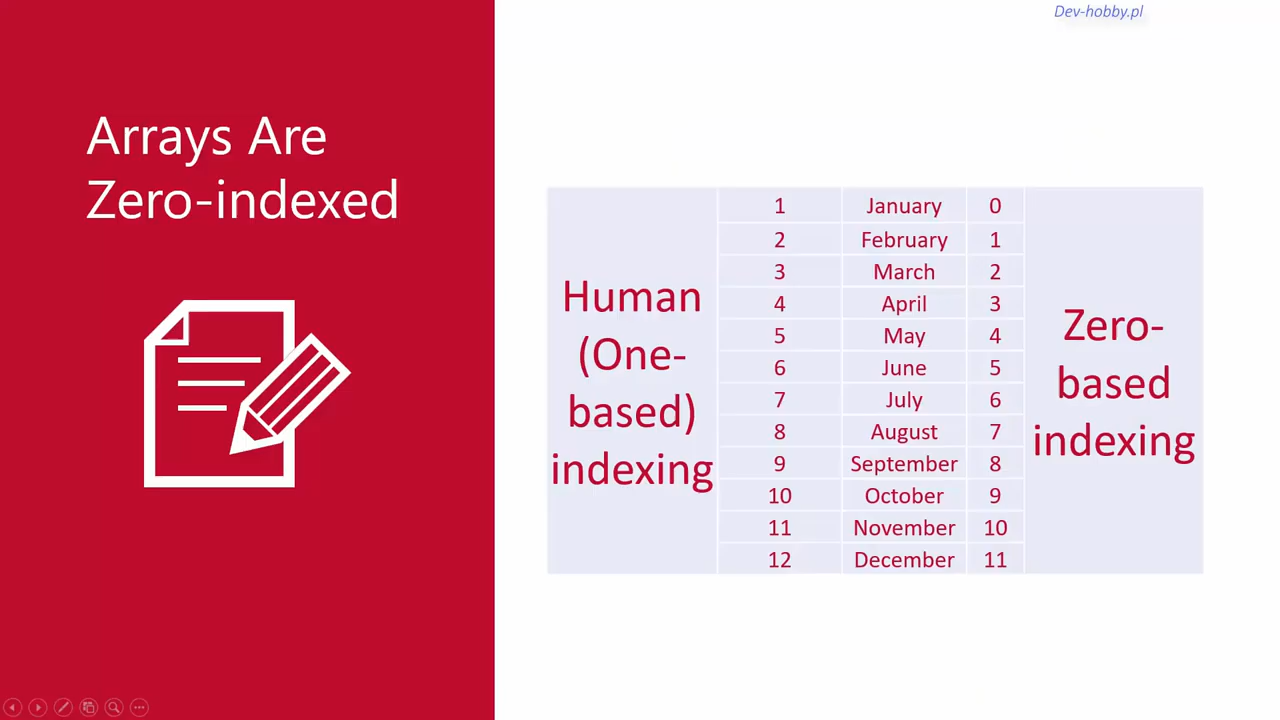 Dev-hobby.pl
Arrays Are
Zero-indexed
Human
(One-
based)
indexing
1 January 0
2 February 1
3 March 2
4 April 3
5 May 4
6 June 5
7 July 6
8 August 7
9 September 8
10 October 9
11 November 10
12 December 11
Zero-
based
indexing